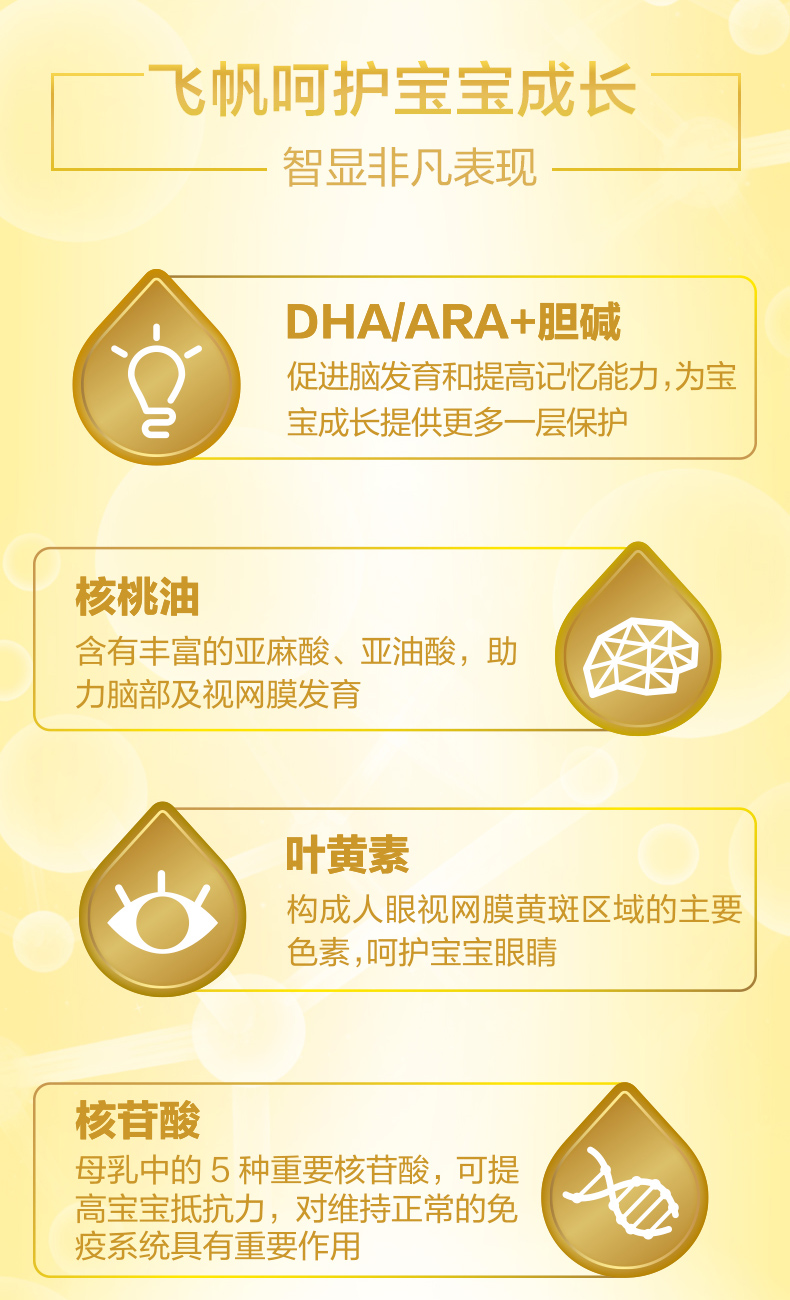 飞帆呵护宝宝成长
智显非凡表现
DHA/ARA+胆碱
促进脑发育和提高记忆能力,为宝
宝成长提供更多一层保护
核桃油
含有丰富的亚麻酸、亚油酸，助
力脑部及视网膜发育
叶黄素
构成人眼视网膜黄斑区域的主要
色素,呵护宝宝眼睛
核苷酸
母乳中的 5 种重要核苷酸，可提
高宝宝抵抗力，对维持正常的免
疫系统具有重要作用